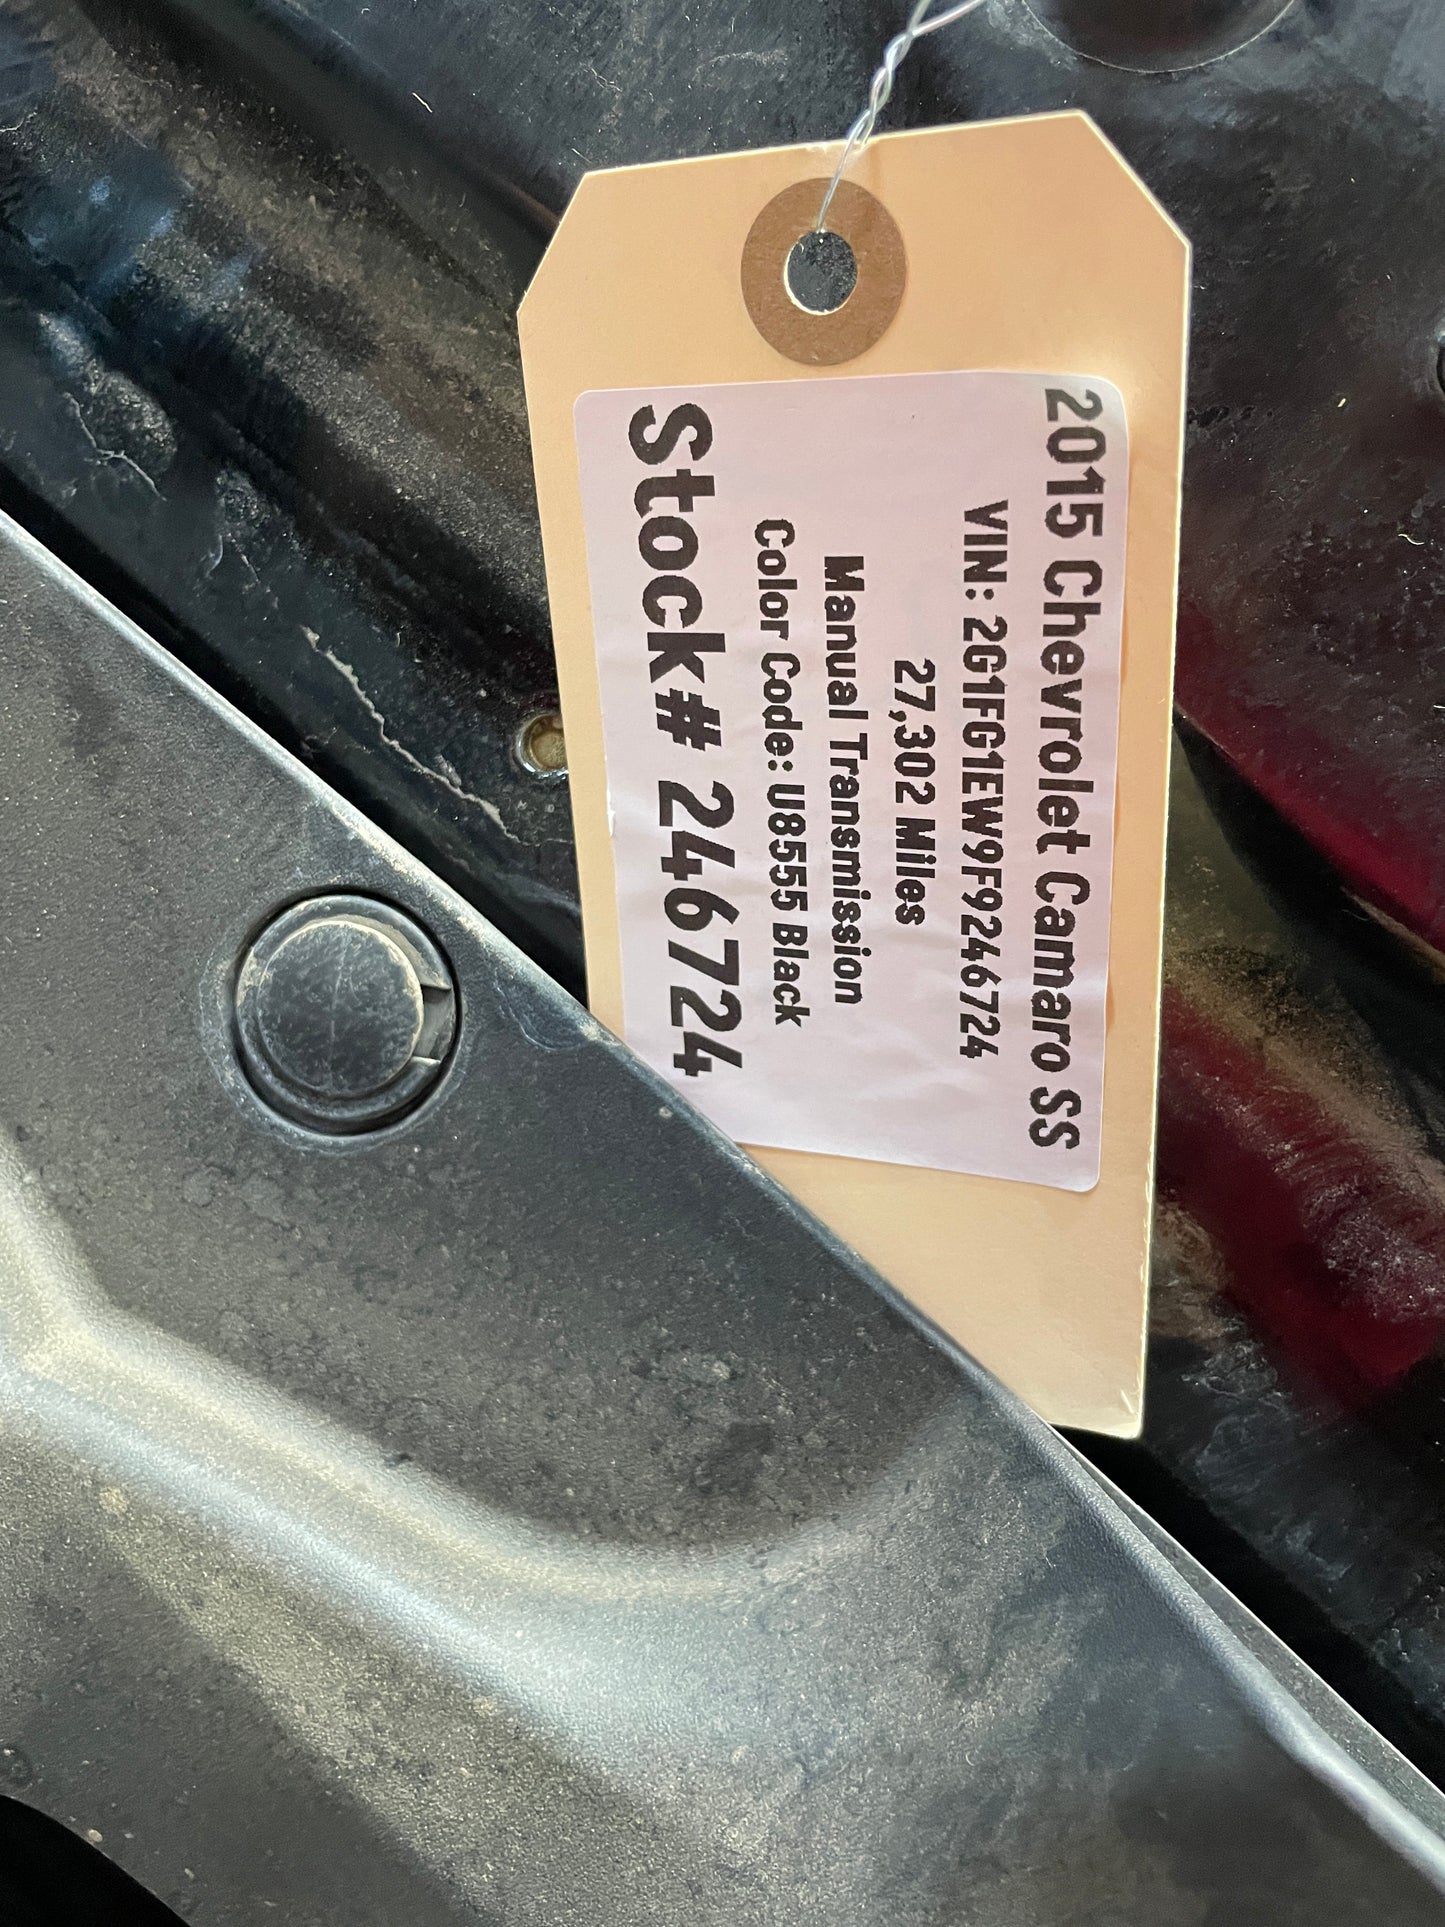 2015 Chevrolet Camaro SS
VIN: 2G1FG1EW9F9246724
27,302 Miles
Manual Transmission
Color Code: U8555 Black
Stock# 246724